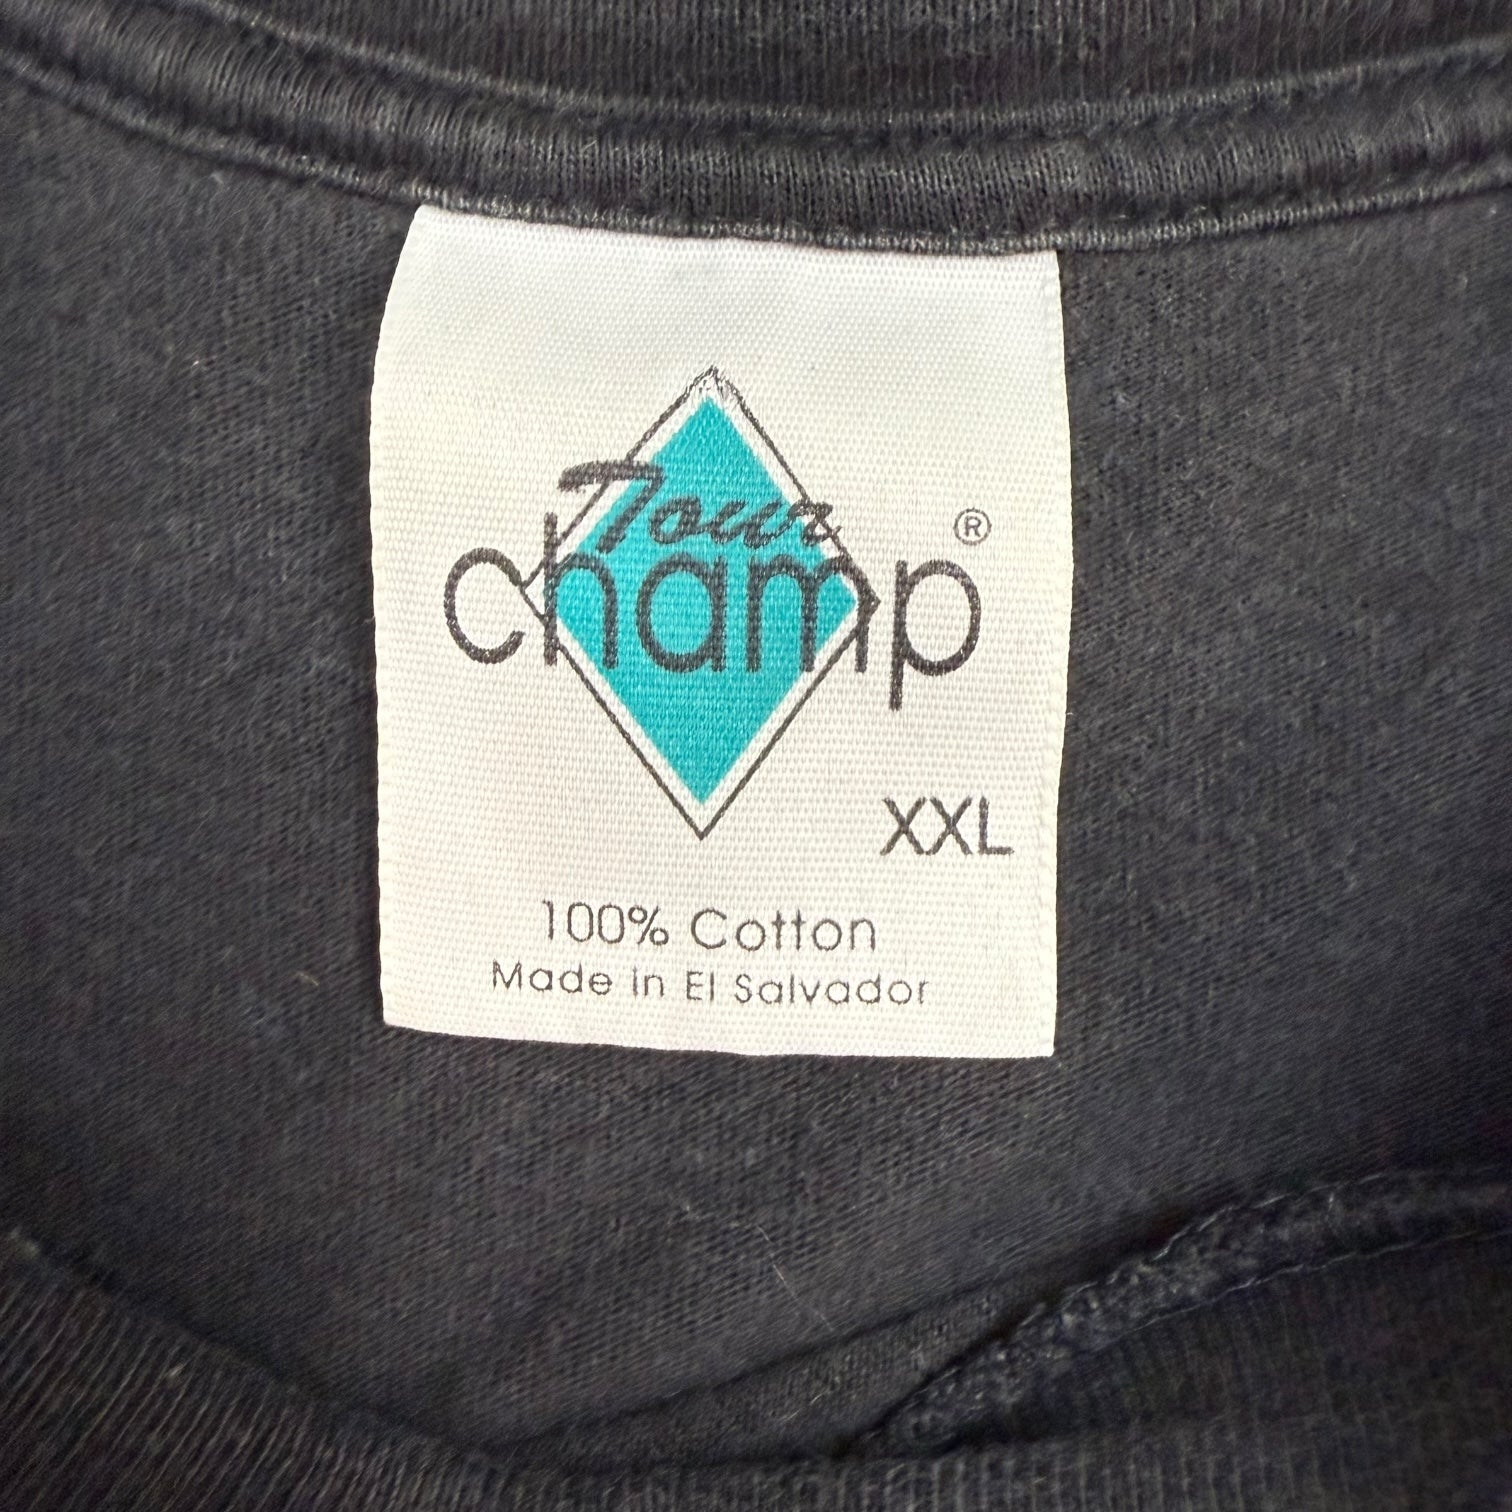 Tour
champ ®
XXL
100% Cotton
Made in El Salvador